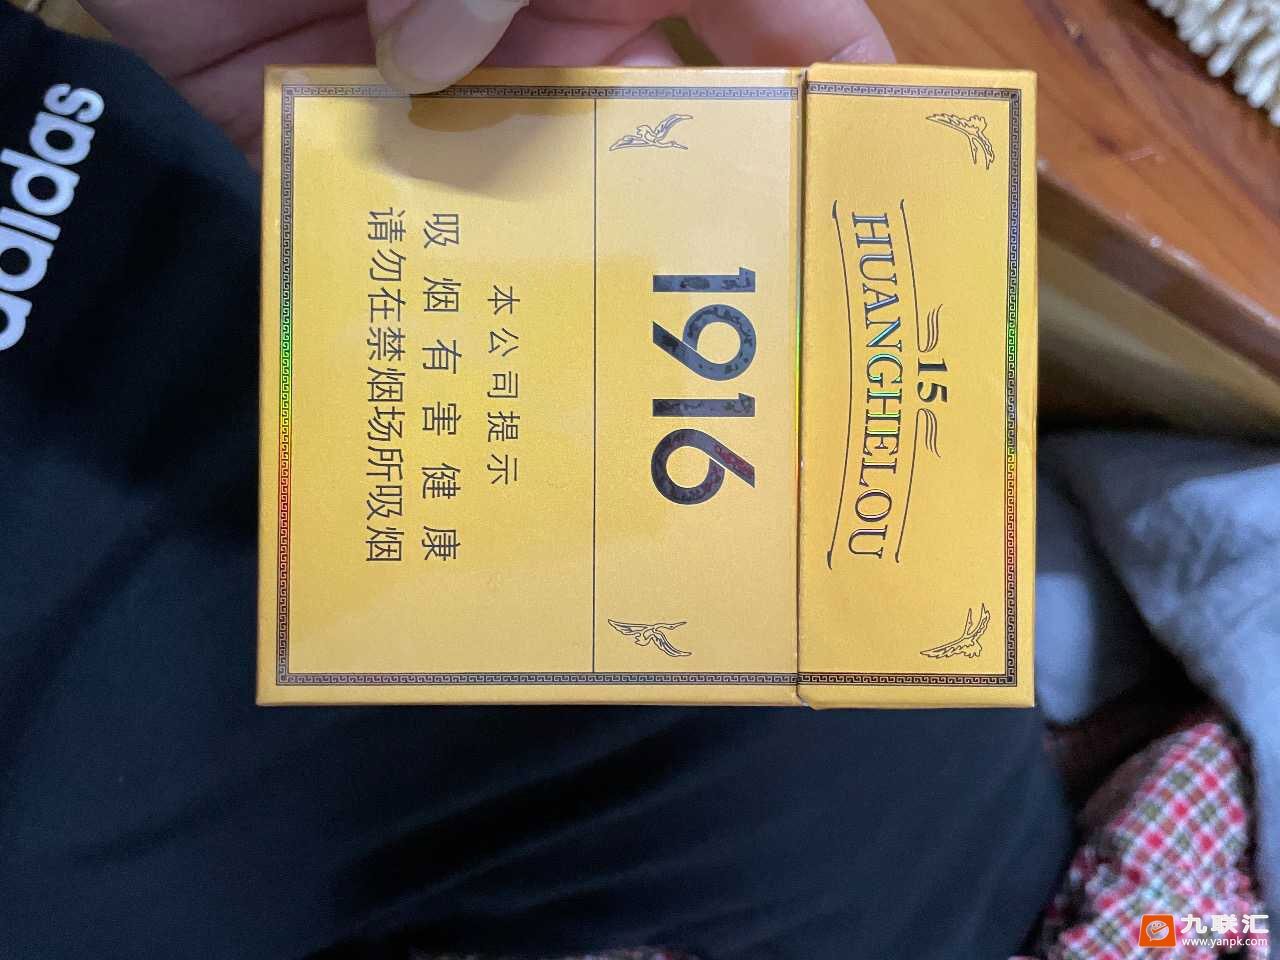 15
HUANGHELOU
1916
本公司提示
吸烟有害健康
请勿在禁烟场所吸烟
adidas
九联汇
www.yanpk.com